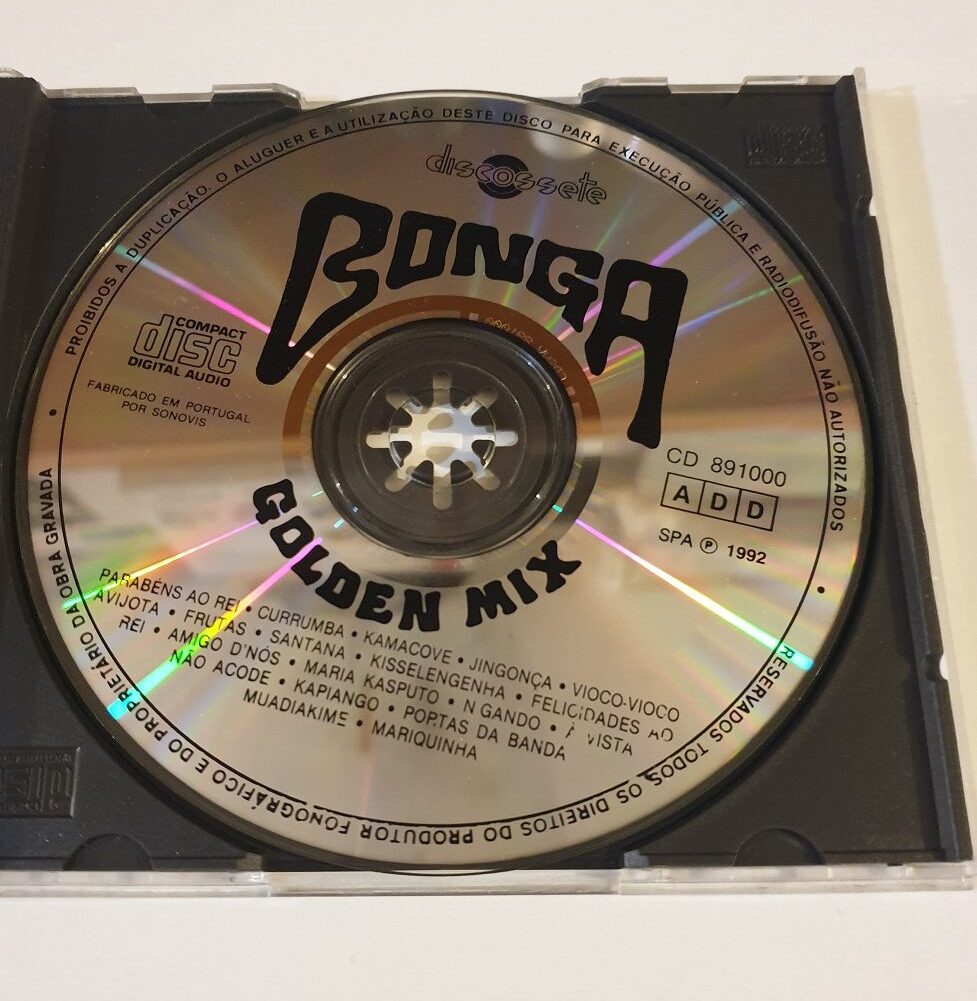 PROIBIDOS A DUPLICAÇÃO, O ALUGUER E A UTILIZAÇÃO DESTE DISCO PARA EXECUÇÃO PÚBLICA E RADIODIFUSÃO NÃO AUTORIZADOS
discossete
BONGA
COMPACT
disc
DIGITAL AUDIO
FABRICADO EM PORTUGAL
POR SONOVIS
CD 891000
A D D
SPA Ⓟ 1992
GOLDEN MIX
PARABÉNS AO REI • CURRUMBA • KAMACOVE • JINGONÇA • VIOCO-VIOCO
AVIJOTA • FRUTAS • SANTANA • KISSELENGENHA • FELICIDADES AO
REI • AMIGO D'NÓS • MARIA KASPUTO • N GANDO • À VISTA
NÃO ACODE • KAPIANGO • PORTAS DA BANDA
MUADIAKIME • MARIQUINHA
RESERVADOS TODOS OS DIREITOS DO PRODUTOR FONOGRÁFICO E DO PROPRIETÁRIO DA OBRA GRAVADA